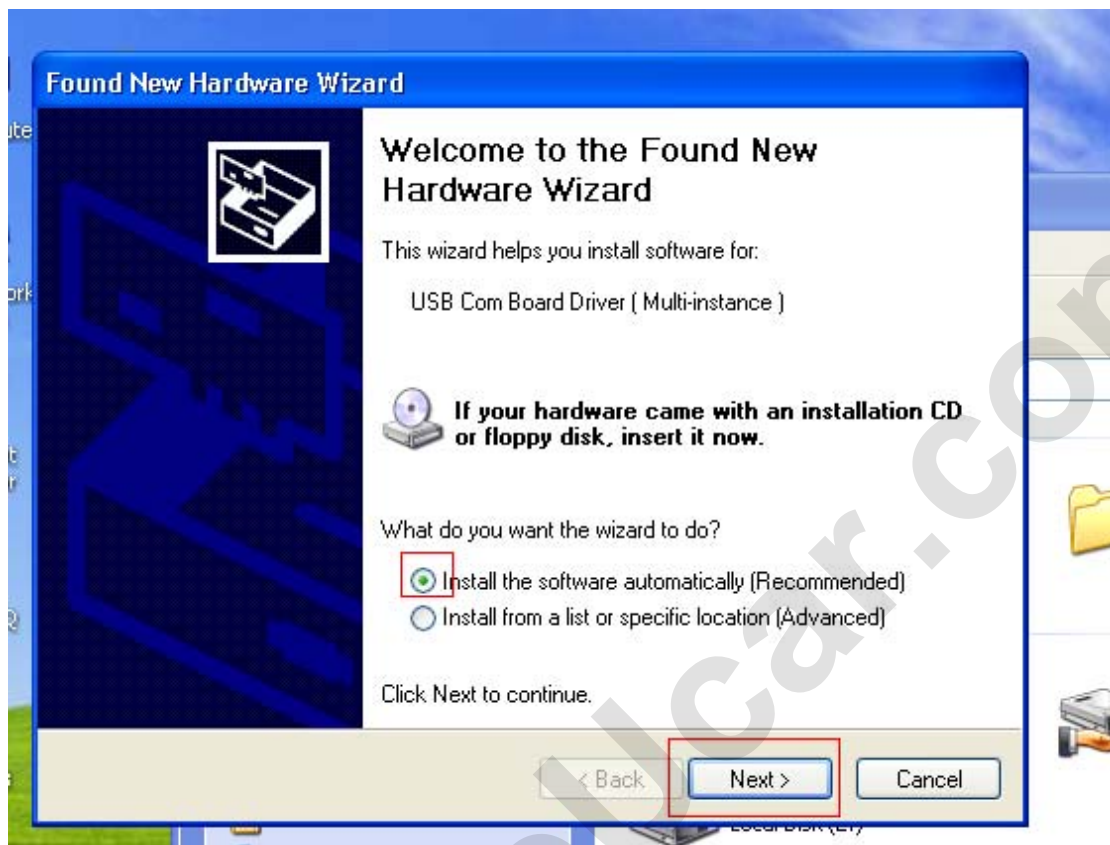 Found New Hardware Wizard
Welcome to the Found New
Hardware Wizard
This wizard helps you install software for:
USB Com Board Driver ( Multi-instance )
If your hardware came with an installation CD
or floppy disk, insert it now.
What do you want the wizard to do?
Install the software automatically (Recommended)
Install from a list or specific location (Advanced)
Click Next to continue.
< Back
Next >
Cancel